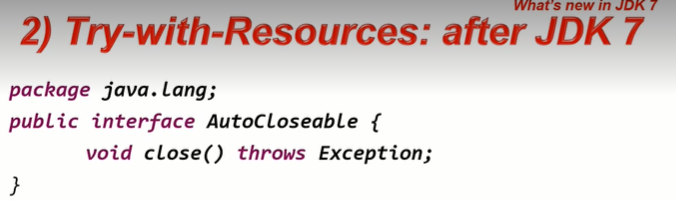 What's new in JDK 7
2) Try-with-Resources: after JDK 7
package java.lang;
public interface AutoCloseable {
void close() throws Exception;
}